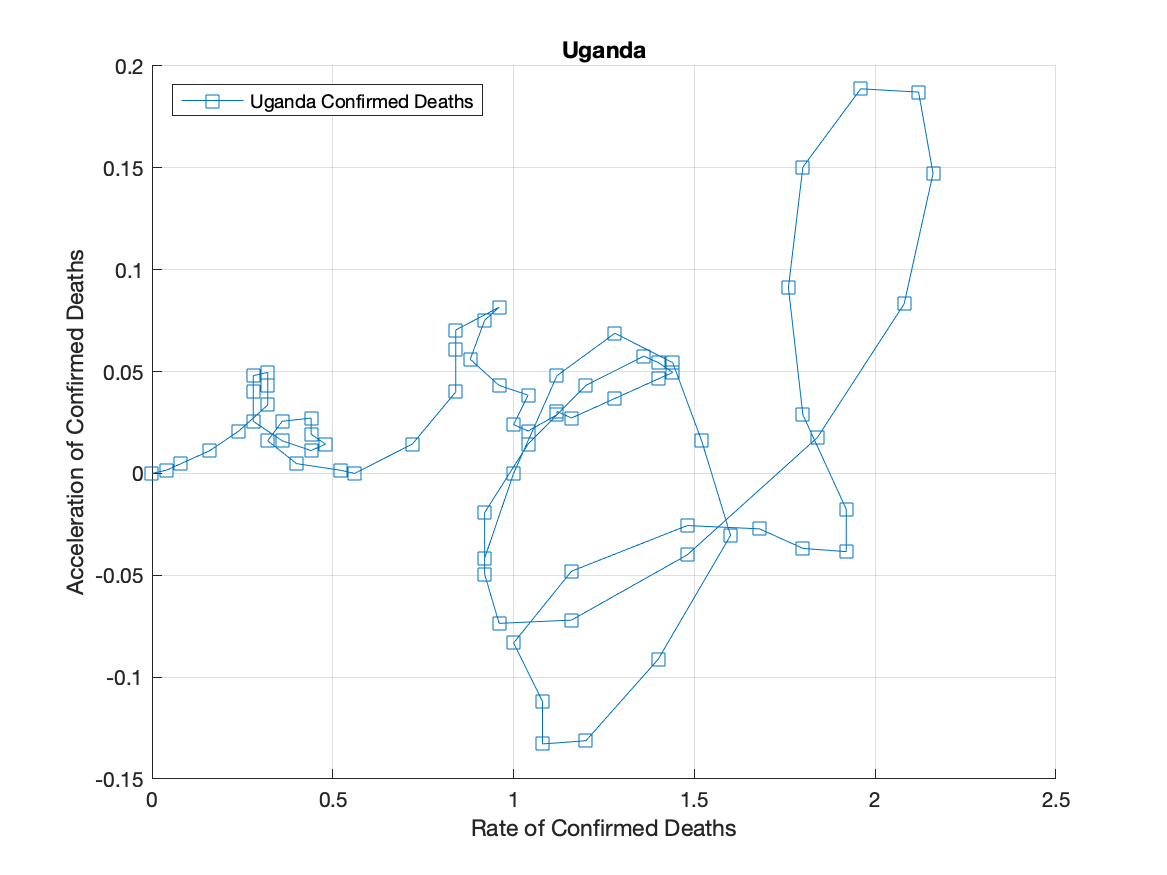 Uganda
Uganda Confirmed Deaths
0.2
0.15
0.1
0.05
0
-0.05
-0.1
-0.15
Acceleration of Confirmed Deaths
0 0.5 1 1.5 2 2.5
Rate of Confirmed Deaths